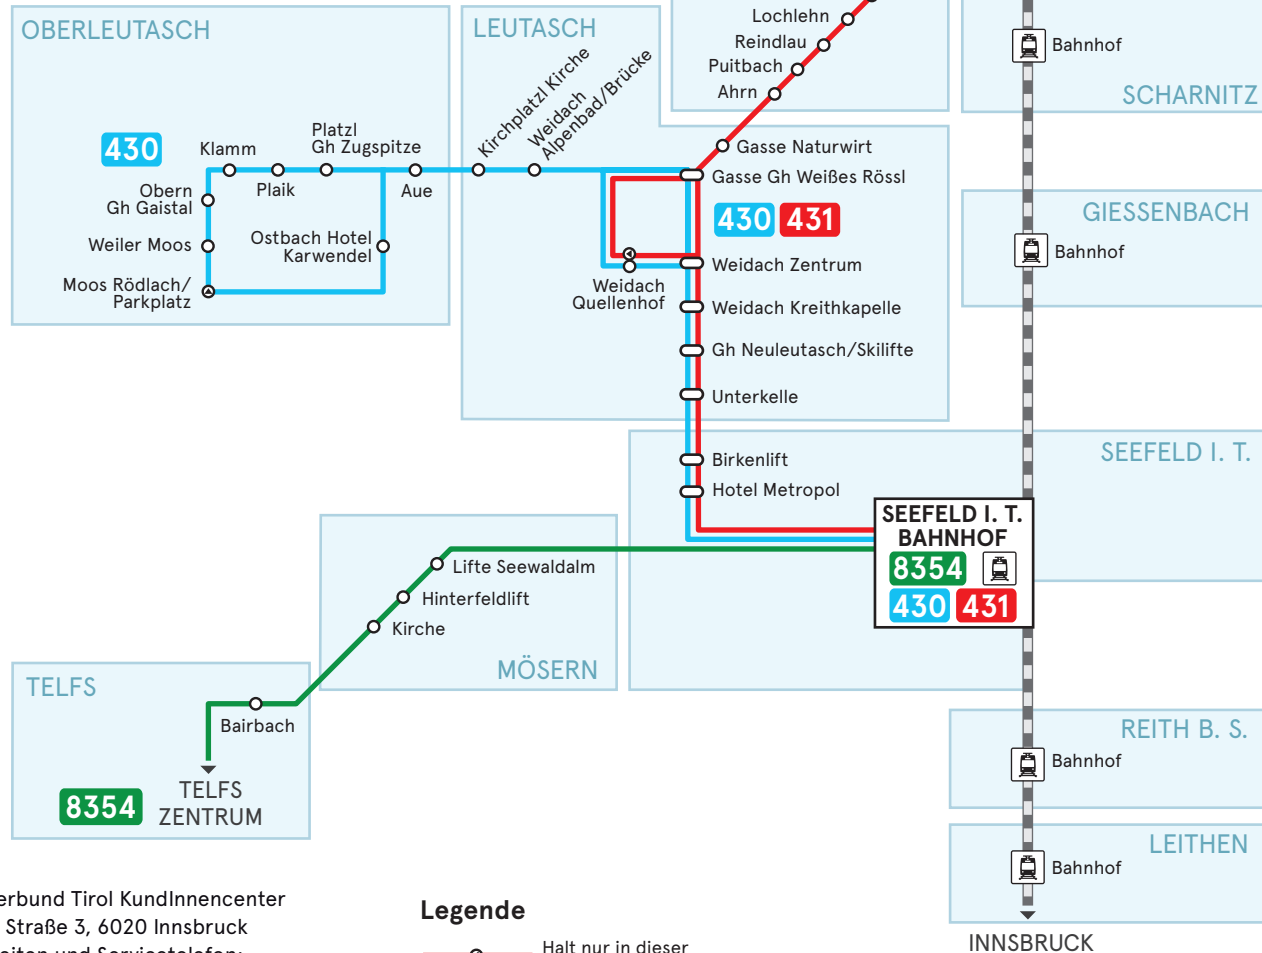 OBERLEUTASCH
430
Klamm
Platzl
Gh Zugspitze
Plaik
Aue
Obern
Gh Gaistal
Weiler Moos
Moos Rödlach/
Parkplatz
Ostbach Hotel
Karwendel
LEUTASCH
Kirchplatzl Kirche
Weidach
Alpenbad/Brücke
Lochlehn
Reindlau
Puitbach
Ahrn
Gasse Naturwirt
Gasse Gh Weißes Rössl
430 431
Weidach Zentrum
Weidach
Quellenhof
Weidach Kreithkapelle
Gh Neuleutasch/Skilifte
Unterkelle
Birkenlift
Hotel Metropol
Bahnhof
SCHARNITZ
GIESSENBACH
Bahnhof
SEEFELD I. T.
SEEFELD I. T.
BAHNHOF
8354
430 431
Lifte Seewaldalm
Hinterfeldlift
Kirche
MÖSERN
TELFS
Bairbach
8354
TELFS
ZENTRUM
REITH B. S.
Bahnhof
LEITHEN
Bahnhof
INNSBRUCK
erbund Tirol KundInnencenter
Straße 3, 6020 Innsbruck
eiten und Servicetelefon:
Legende
Halt nur in dieser